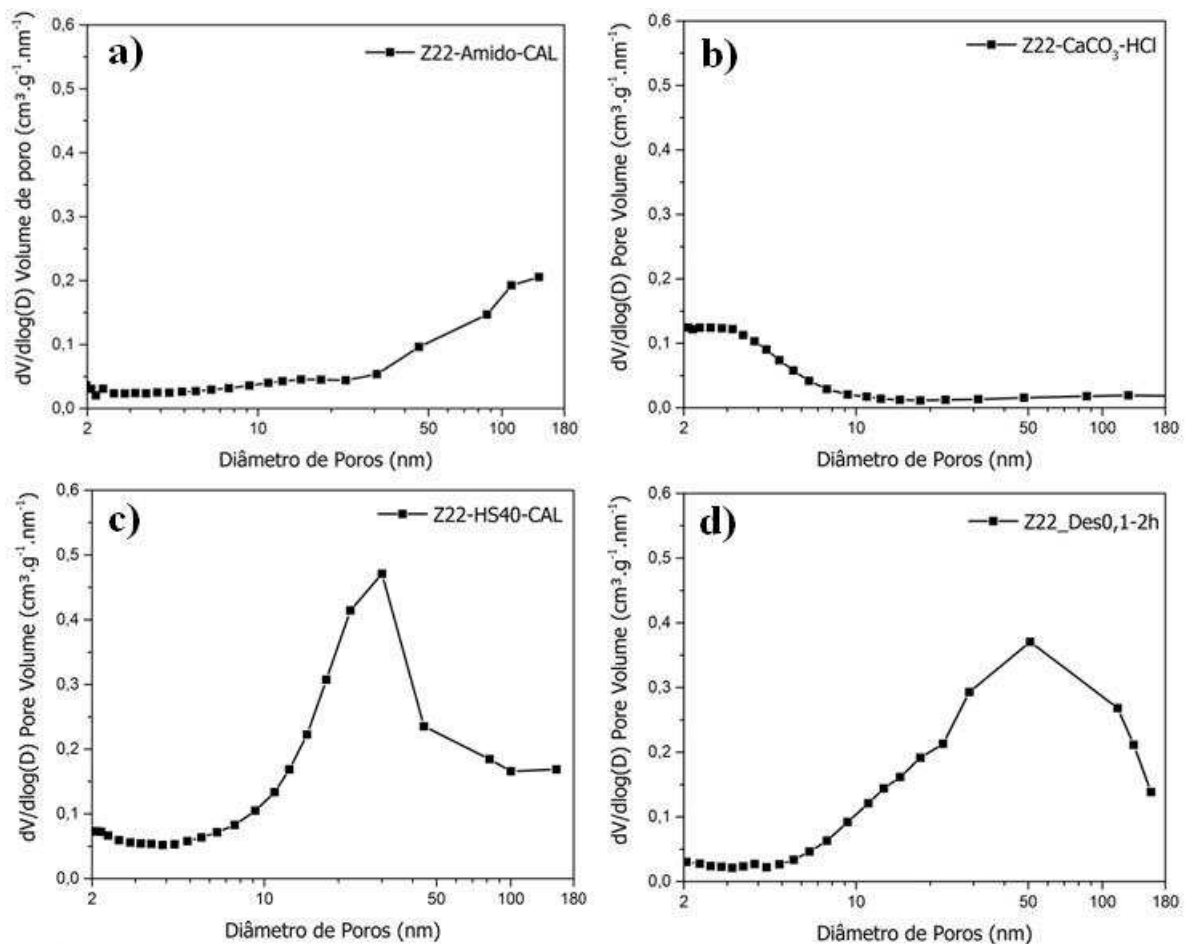 a)
Z22-Amido-CAL
dV/dlog(D) Volume de poro (cm³.g⁻¹.nm⁻¹)
0,6
0,5
0,4
0,3
0,2
0,1
0,0
2 10 50 100 180
Diâmetro de Poros (nm)
b)
Z22-CaCO₃-HCl
dV/dlog(D) Pore Volume (cm³.g⁻¹.nm⁻¹)
0,6
0,5
0,4
0,3
0,2
0,1
0,0
2 10 50 100 180
Diâmetro de Poros (nm)
c)
Z22-HS40-CAL
dV/dlog(D) Pore Volume (cm³.g⁻¹.nm⁻¹)
0,6
0,5
0,4
0,3
0,2
0,1
0,0
2 10 50 100 180
Diâmetro de Poros (nm)
d)
Z22_Des0,1-2h
dV/dlog(D) Pore Volume (cm³.g⁻¹.nm⁻¹)
0,6
0,5
0,4
0,3
0,2
0,1
0,0
2 10 50 100 180
Diâmetro de Poros (nm)